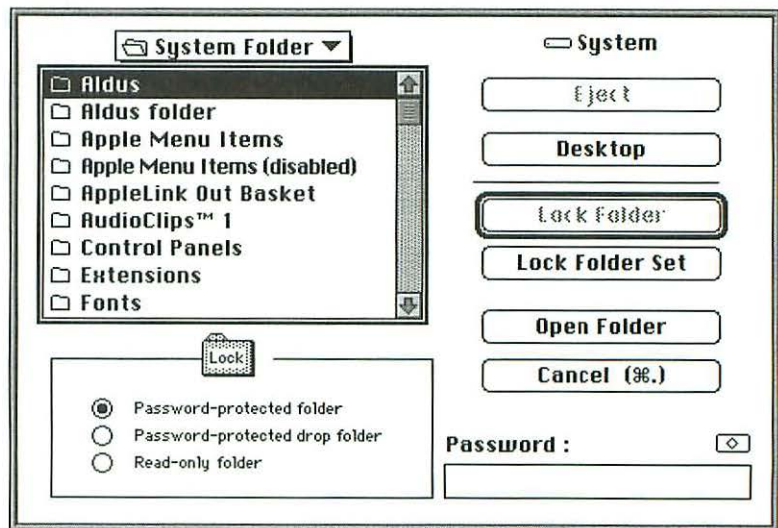 System Folder
System
Aldus
Aldus folder
Apple Menu Items
Apple Menu Items (disabled)
AppleLink Out Basket
AudioClips™ 1
Control Panels
Extensions
Fonts
Eject
Desktop
Lock Folder
Lock Folder Set
Open Folder
Cancel (⌘.)
Lock
Password-protected folder
Password-protected drop folder
Read-only folder
Password :